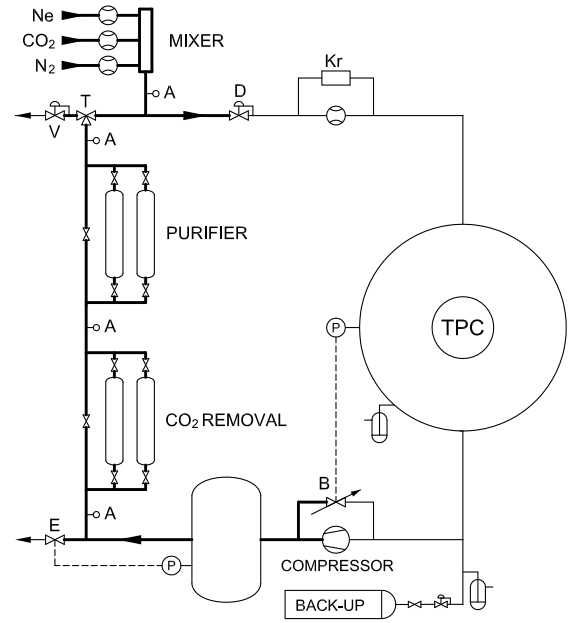 Ne
CO₂
N₂
MIXER
A
Kr
T
D
V
A
PURIFIER
A
P
TPC
CO₂ REMOVAL
B
A
E
P
COMPRESSOR
BACK-UP